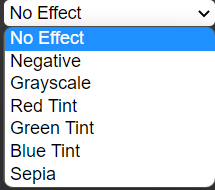 No Effect
No Effect
Negative
Grayscale
Red Tint
Green Tint
Blue Tint
Sepia